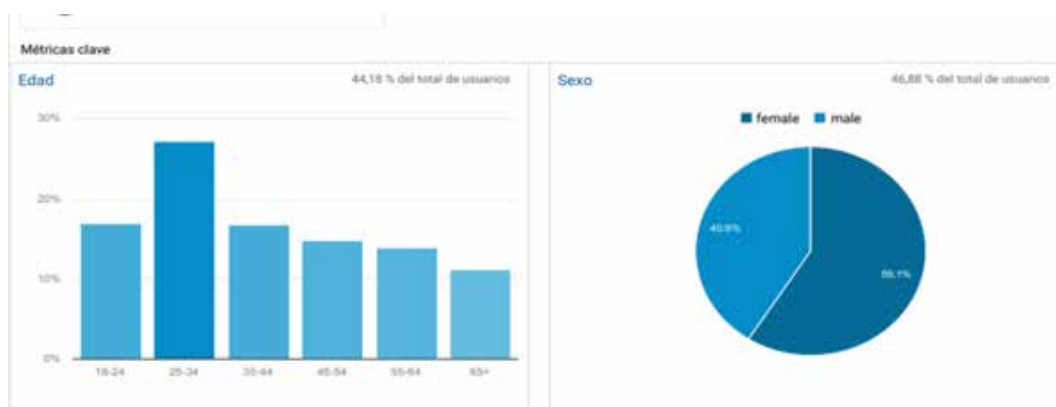 Métricas clave
Edad
44,18 % del total de usuarios
30%
20%
10%
0%
18-24
25-34
35-44
45-54
55-64
65+
Sexo
46,88 % del total de usuarios
female
male
40.9%
59.1%